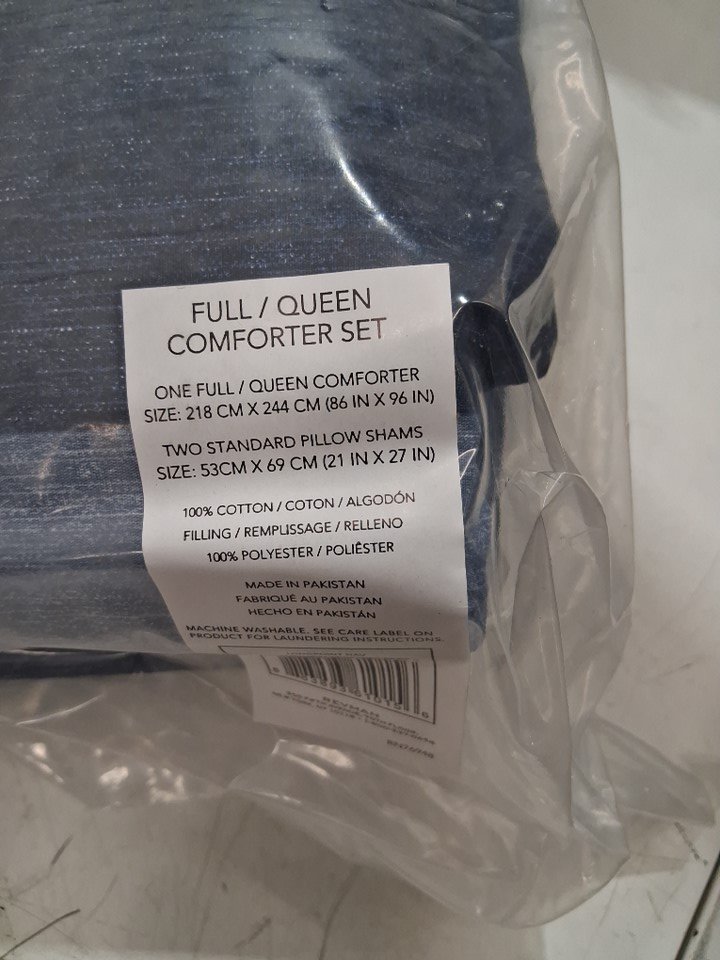 FULL / QUEEN
COMFORTER SET
ONE FULL / QUEEN COMFORTER
SIZE: 218 CM X 244 CM (86 IN X 96 IN)
TWO STANDARD PILLOW SHAMS
SIZE: 53CM X 69 CM (21 IN X 27 IN)
100% COTTON / COTON / ALGODÓN
FILLING / REMPLISSAGE / RELLENO
100% POLYESTER / POLIÉSTER
MADE IN PAKISTAN
FABRIQUÉ AU PAKISTAN
HECHO EN PAKISTÁN
MACHINE WASHABLE. SEE CARE LABEL ON
PRODUCT FOR LAUNDERING INSTRUCTIONS.
REVMAN